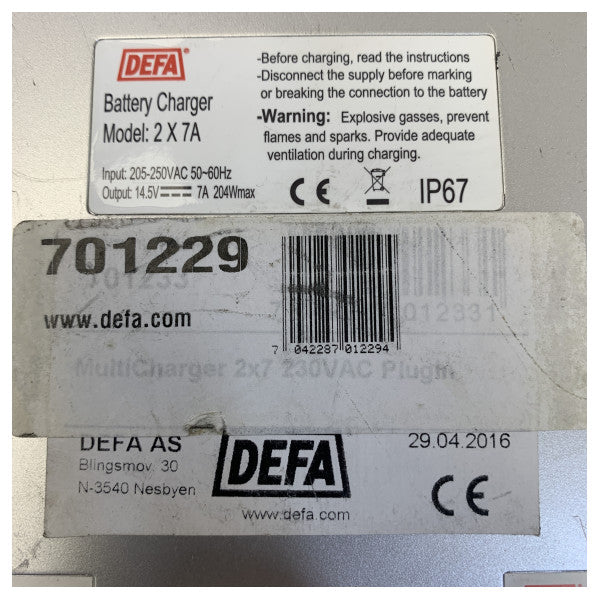 DEFA
Battery Charger
Model: 2 X 7A
Input: 205-250VAC 50~60Hz
Output: 14.5V 7A 204Wmax
-Before charging, read the instructions
-Disconnect the supply before marking
or breaking the connection to the battery
-Warning: Explosive gasses, prevent
flames and sparks. Provide adequate
ventilation during charging.
CE
IP67
701229
701233
www.defa.com
012331
7 042287 012294
MultiCharger 2x7 230VAC PlugIn
DEFA AS
Blingsmov. 30
N-3540 Nesbyen
DEFA
www.defa.com
29.04.2016
CE